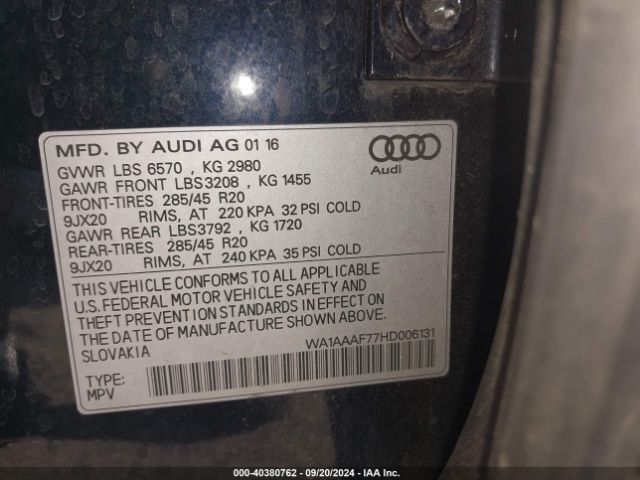 MFD. BY AUDI AG 01 16
Audi
GVWR LBS 6570 , KG 2980
GAWR FRONT LBS3208 , KG 1455
FRONT-TIRES 285/45 R20
9JX20 RIMS, AT 220 KPA 32 PSI COLD
GAWR REAR LBS3792 , KG 1720
REAR-TIRES 285/45 R20
9JX20 RIMS, AT 240 KPA 35 PSI COLD
THIS VEHICLE CONFORMS TO ALL APPLICABLE
U.S. FEDERAL MOTOR VEHICLE SAFETY AND
THEFT PREVENTION STANDARDS IN EFFECT ON
THE DATE OF MANUFACTURE SHOWN ABOVE.
SLOVAKIA
WA1AAAF77HD006131
TYPE:
MPV
000-40380762 - 09/20/2024 - IAA Inc.